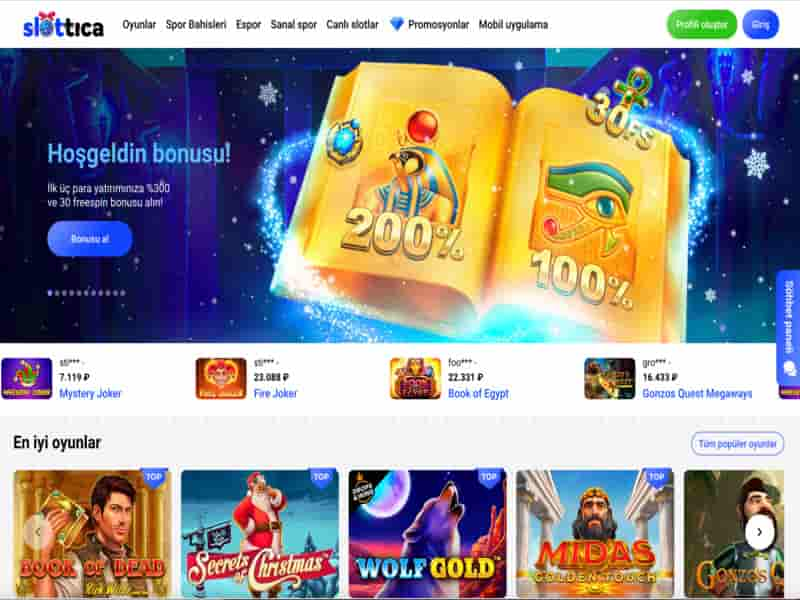 slottica
Oyunlar Spor Bahisleri Espor Sanal spor Canlı slotlar Promosyonlar Mobil uygulama
Profili oluştur Giriş
Hoşgeldin bonusu!
İlk üç para yatırımınıza %300
ve 30 freespin bonusu alın!
Bonusu al
200%
30FS
100%
Sohbet paneli
sti*** -
7.119 ₽
Mystery Joker
sti*** -
23.088 ₽
Fire Joker
foo*** -
22.331 ₽
Book of Egypt
gro*** -
16.433 ₽
Gonzos Quest Megaways
En iyi oyunlar
Tüm popüler oyunlar
TOP
BOOK OF DEAD
TOP
Secrets of Christmas
TOP
WOLF GOLD
TOP
MIDAS
GOLDEN TOUCH
GONZO'S